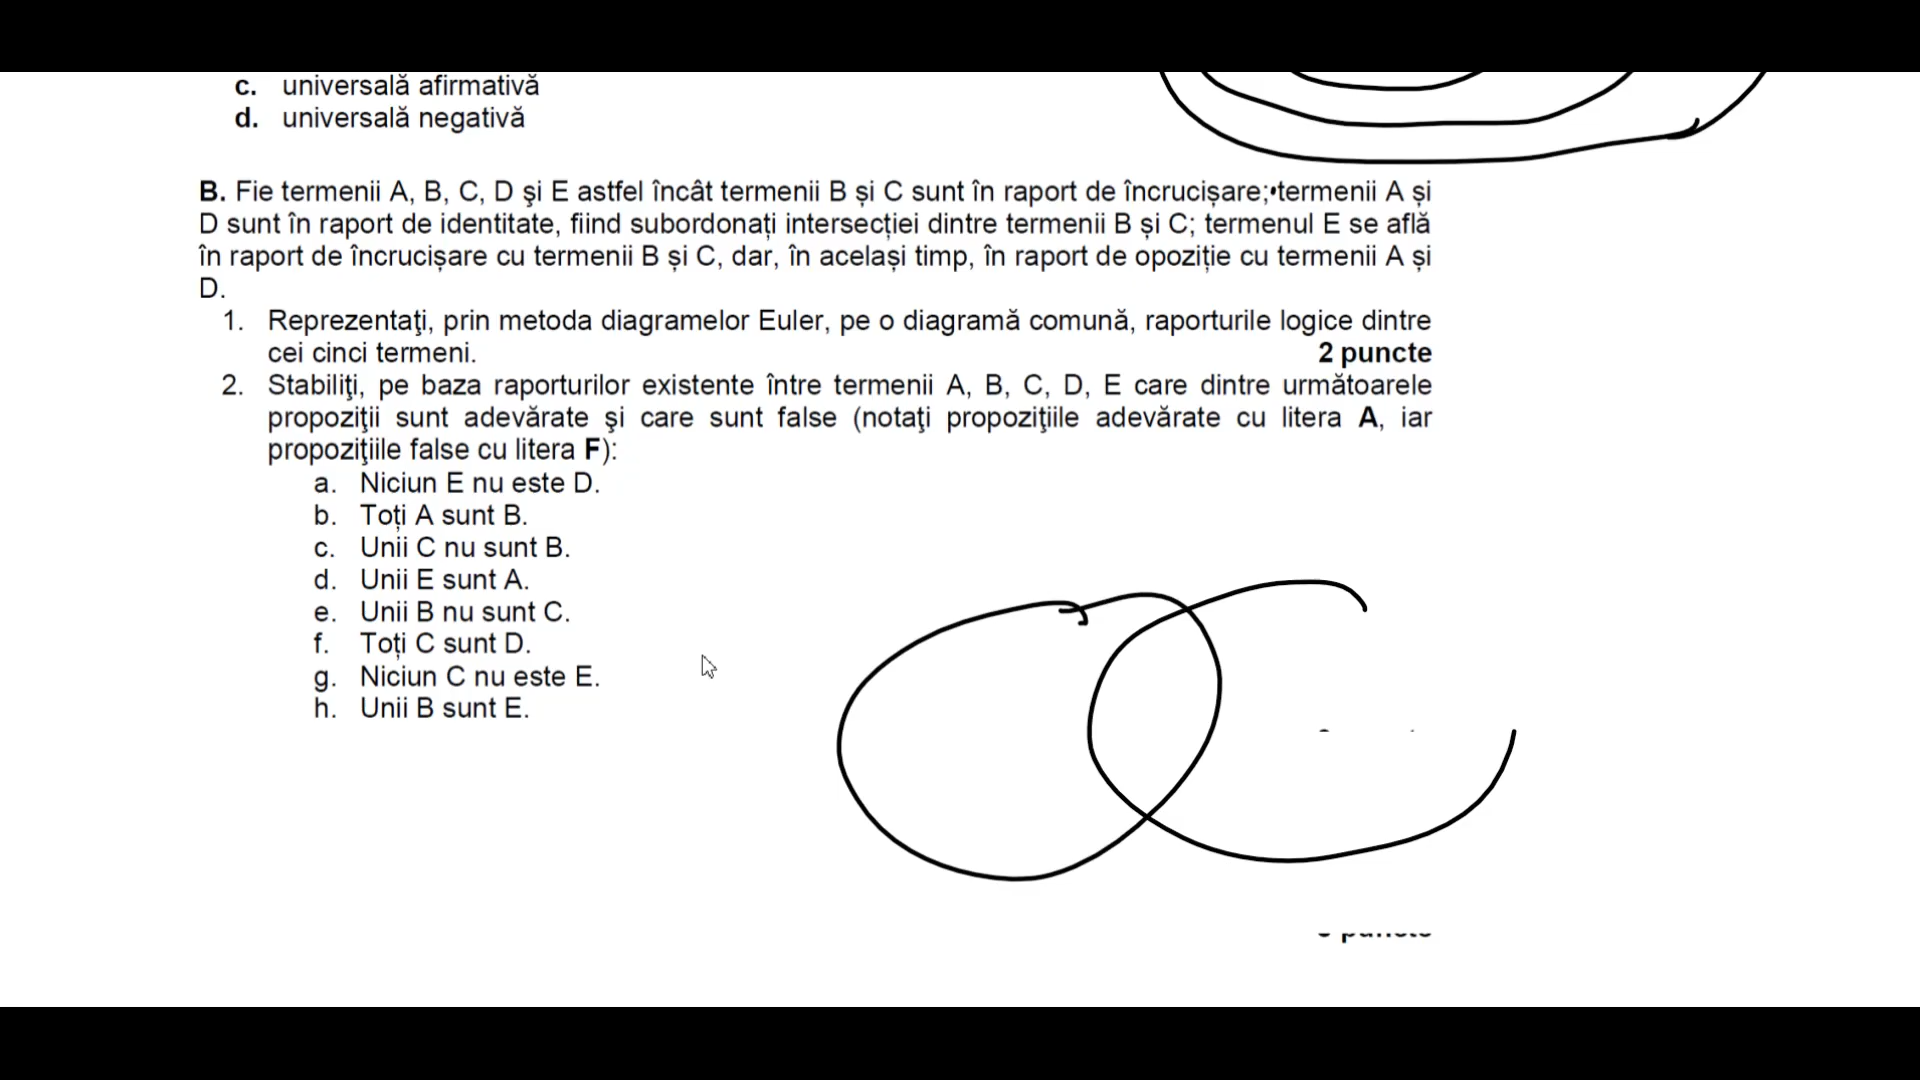 c. universală afirmativă
d. universală negativă
B. Fie termenii A, B, C, D şi E astfel încât termenii B și C sunt în raport de încrucișare; termenii A și
D sunt în raport de identitate, fiind subordonați intersecției dintre termenii B și C; termenul E se află
în raport de încrucișare cu termenii B și C, dar, în același timp, în raport de opoziție cu termenii A și
D.
1. Reprezentaţi, prin metoda diagramelor Euler, pe o diagramă comună, raporturile logice dintre
cei cinci termeni. 2 puncte
2. Stabiliţi, pe baza raporturilor existente între termenii A, B, C, D, E care dintre următoarele
propoziţii sunt adevărate şi care sunt false (notaţi propoziţiile adevărate cu litera A, iar
propoziţiile false cu litera F):
a. Niciun E nu este D.
b. Toți A sunt B.
c. Unii C nu sunt B.
d. Unii E sunt A.
e. Unii B nu sunt C.
f. Toți C sunt D.
g. Niciun C nu este E.
h. Unii B sunt E.